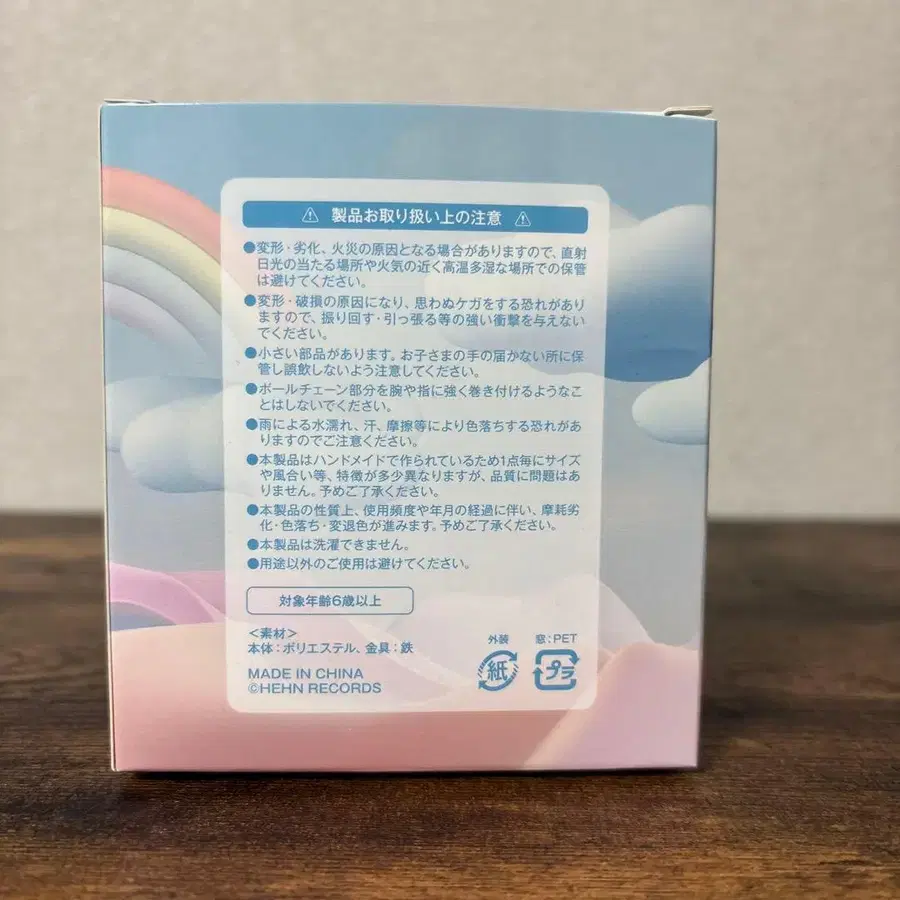 製品お取り扱い上の注意
●変形・劣化、火災の原因となる場合がありますので、直射
日光の当たる場所や火気の近く高温多湿な場所での保管
は避けてください。
●変形・破損の原因になり、思わぬケガをする恐れがあり
ますので、振り回す・引っ張る等の強い衝撃を与えない
でください。
●小さい部品があります。お子さまの手の届かない所に保
管し誤飲しないよう注意してください。
●ボールチェーン部分を腕や指に強く巻き付けるようなこ
とはしないでください。
●雨による水濡れ、汗、摩擦等により色落ちする恐れがあ
りますのでご注意ください。
●本製品はハンドメイドで作られているため1点毎にサイズ
や風合い等、特徴が多少異なりますが、品質に問題はあ
りません。予めご了承ください。
●本製品の性質上、使用頻度や年月の経過に伴い、摩耗劣
化・色落ち・変退色が進みます。予めご了承ください。
●本製品は洗濯できません。
●用途以外のご使用は避けてください。
対象年齢6歳以上
＜素材＞
本体：ポリエステル、金具：鉄
MADE IN CHINA
©HEHN RECORDS
外装
紙
窓：PET
プラ